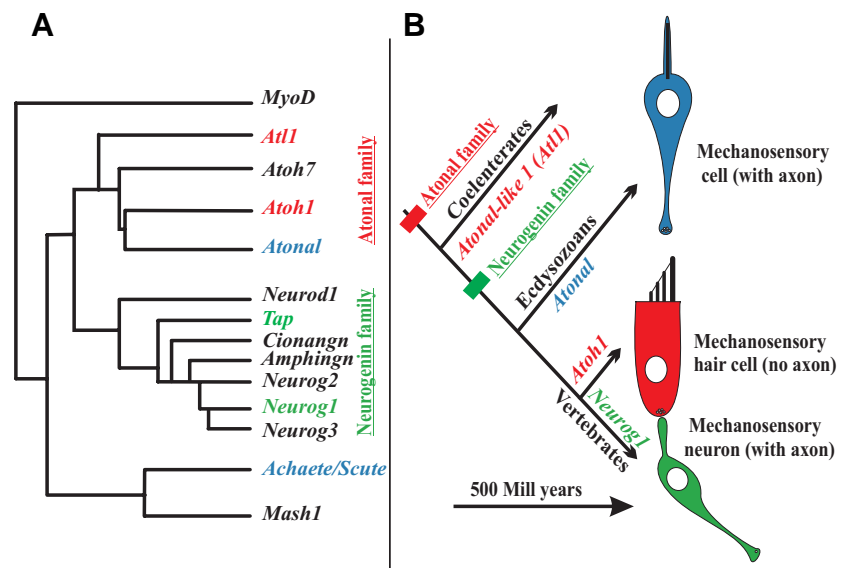 A
MyoD
Atl1
Atoh7
Atoh1
Atonal
Atonal family
Neurod1
Tap
Cionangn
Amphingn
Neurog2
Neurog1
Neurog3
Neurogenin family
Achaete/Scute
Mash1
B
Atonal family
Coelenterates
Atonal-like 1 (Atl1)
Neurogenin family
Ecdysozoans
Atonal
Atoh1
Neurog1
Vertebrates
500 Mill years
Mechanosensory
cell (with axon)
Mechanosensory
hair cell (no axon)
Mechanosensory
neuron (with axon)